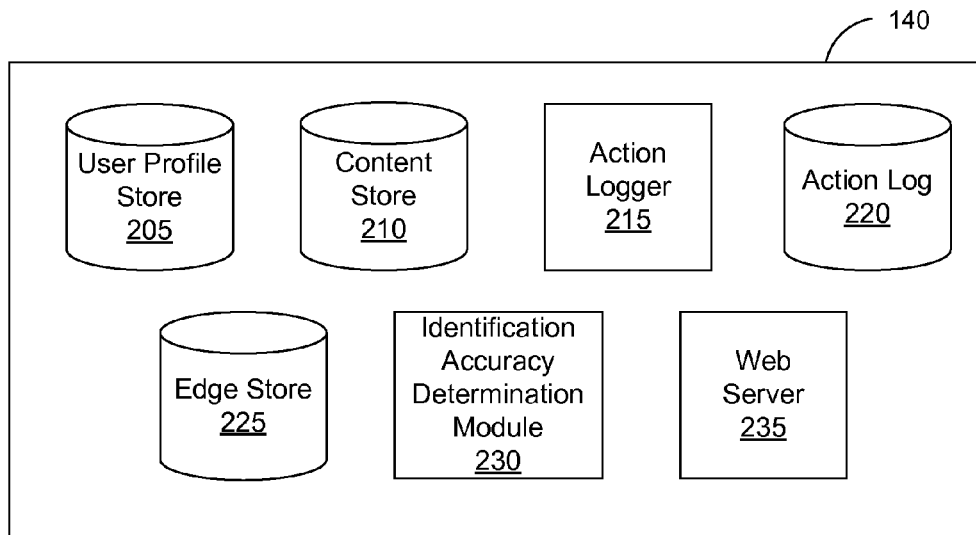 140
User Profile
Store
205
Content
Store
210
Action
Logger
215
Action Log
220
Edge Store
225
Identification
Accuracy
Determination
Module
230
Web
Server
235